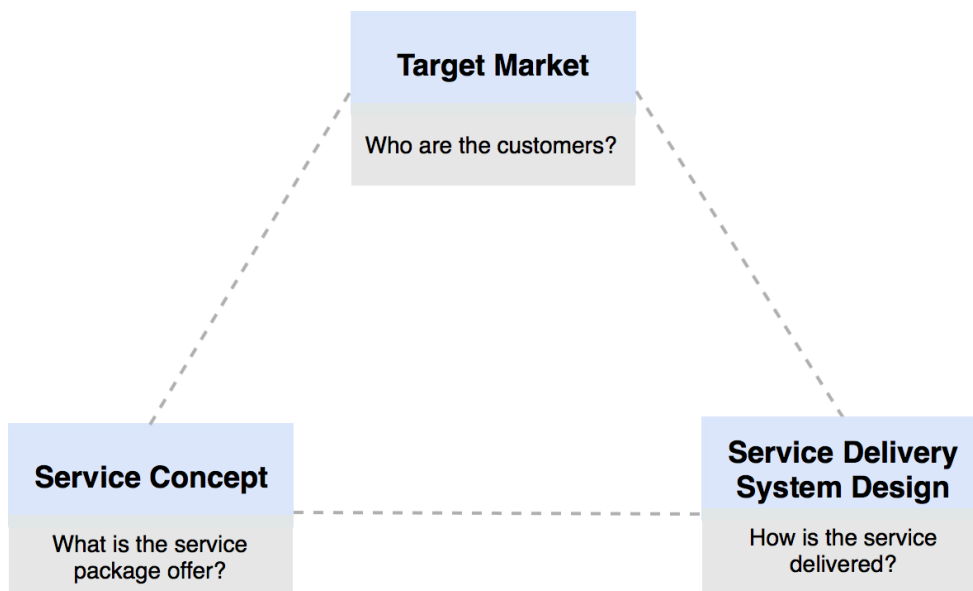 Target Market
Who are the customers?
Service Concept
What is the service
package offer?
Service Delivery
System Design
How is the service
delivered?